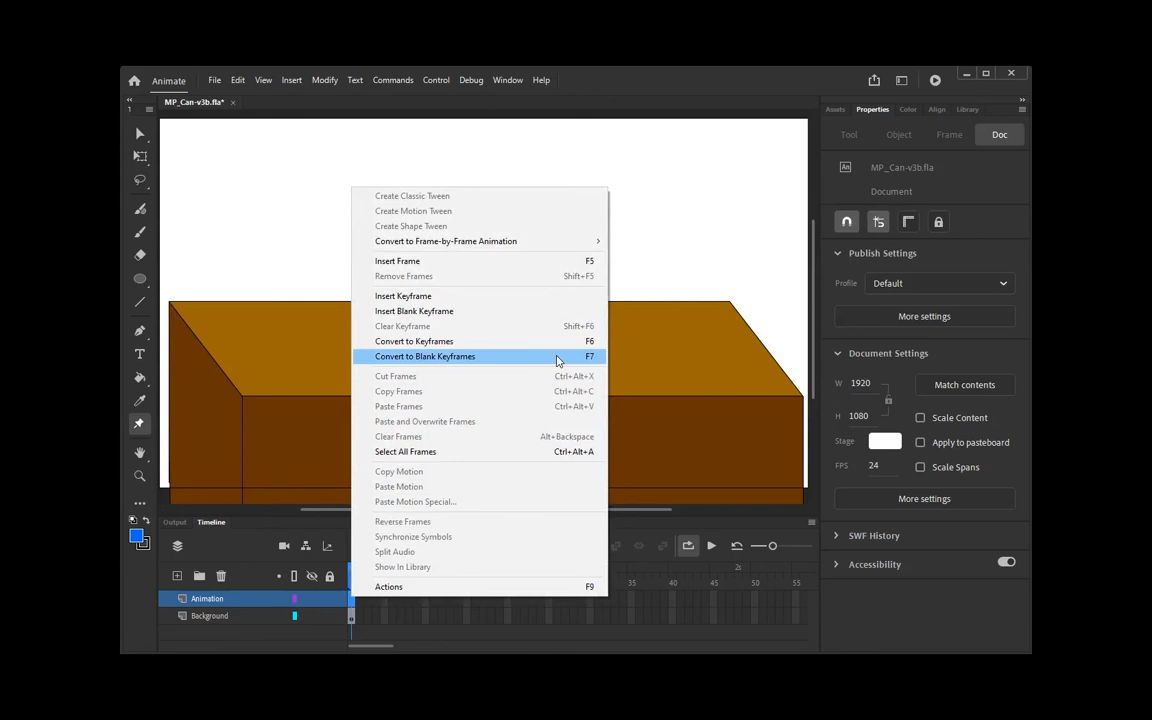 Animate File Edit View Insert Modify Text Commands Control Debug Window Help
MP_Can-v3b.fla*
1
Assets Properties Color Align Library
Tool Object Frame Doc
An MP_Can-v3b.fla
Document
Publish Settings
Profile Default
More settings
Document Settings
W 1920 Match contents
H 1080 Scale Content
Stage Apply to pasteboard
FPS 24 Scale Spans
More settings
SWF History
Accessibility
Create Classic Tween
Create Motion Tween
Create Shape Tween
Convert to Frame-by-Frame Animation
Insert Frame F5
Remove Frames Shift+F5
Insert Keyframe
Insert Blank Keyframe
Clear Keyframe Shift+F6
Convert to Keyframes F6
Convert to Blank Keyframes F7
Cut Frames Ctrl+Alt+X
Copy Frames Ctrl+Alt+C
Paste Frames Ctrl+Alt+V
Paste and Overwrite Frames
Clear Frames Alt+Backspace
Select All Frames Ctrl+Alt+A
Copy Motion
Paste Motion
Paste Motion Special...
Reverse Frames
Synchronize Symbols
Split Audio
Show In Library
Actions F9
Output Timeline
2s
35 40 45 50 55
Animation
Background